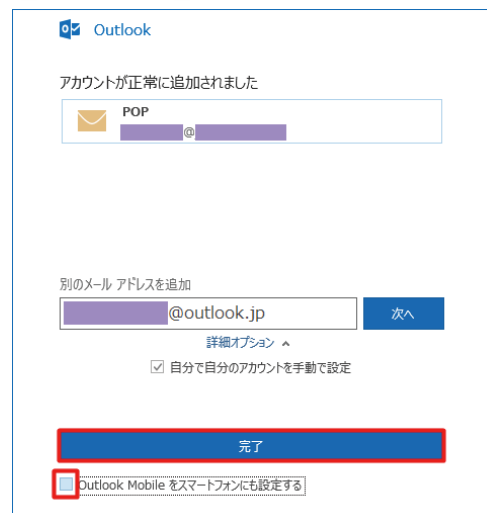 Outlook
アカウントが正常に追加されました
POP
@
別のメール アドレスを追加
@outlook.jp
次へ
詳細オプション
自分で自分のアカウントを手動で設定
完了
Outlook Mobile をスマートフォンにも設定する